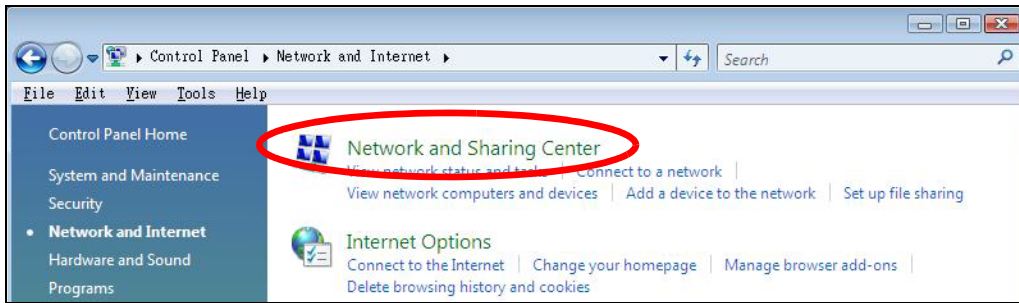 Control Panel Network and Internet Search
File Edit View Tools Help
Control Panel Home
System and Maintenance
Security
• Network and Internet
Hardware and Sound
Programs
Network and Sharing Center
View network status and tasks | Connect to a network |
View network computers and devices | Add a device to the network | Set up file sharing
Internet Options
Connect to the Internet | Change your homepage | Manage browser add-ons |
Delete browsing history and cookies